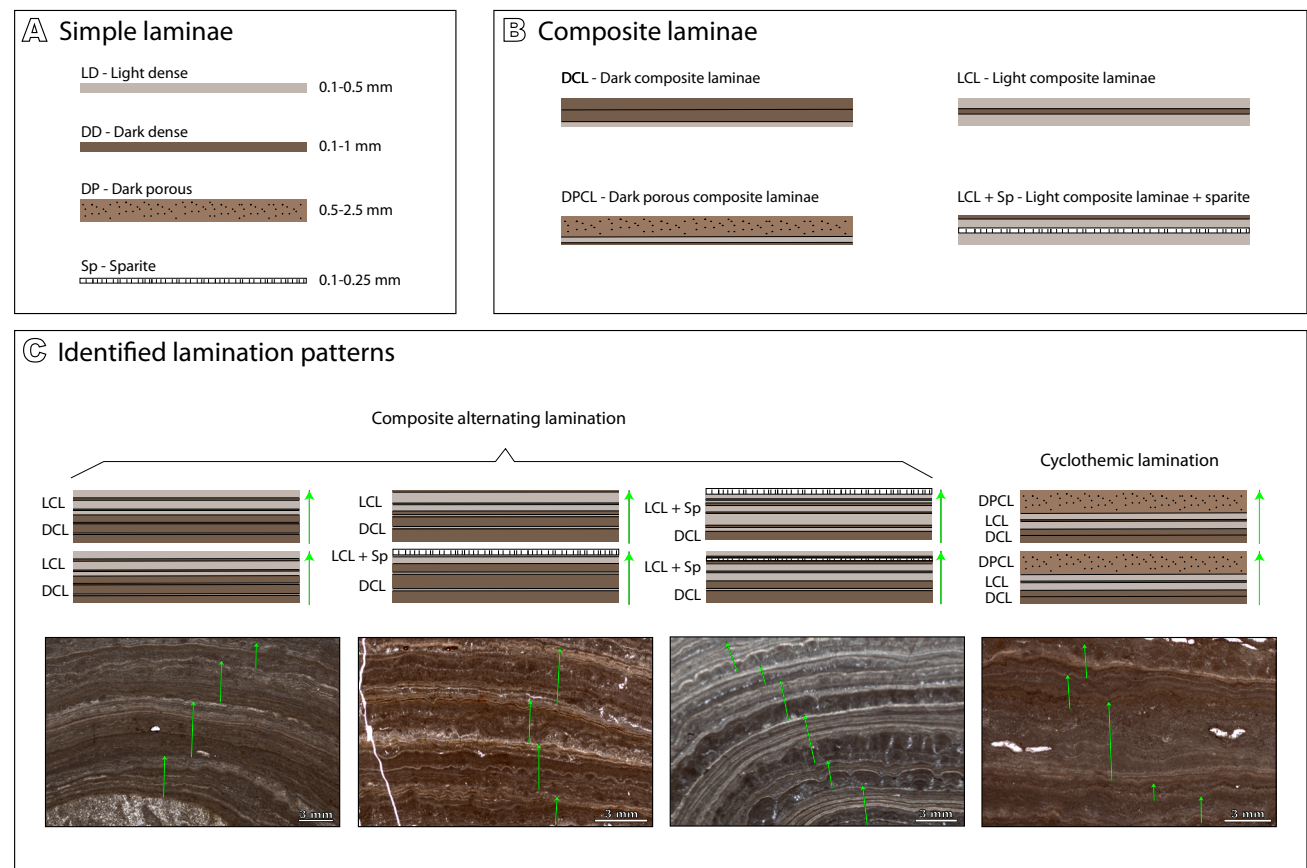 A Simple laminae
LD - Light dense
0.1-0.5 mm
DD - Dark dense
0.1-1 mm
DP - Dark porous
0.5-2.5 mm
Sp - Sparite
0.1-0.25 mm
B Composite laminae
DCL - Dark composite laminae
LCL - Light composite laminae
DPCL - Dark porous composite laminae
LCL + Sp - Light composite laminae + sparite
C Identified lamination patterns
Composite alternating lamination
Cyclothemic lamination
LCL
DCL
LCL
DCL
LCL
DCL
LCL + Sp
DCL
LCL + Sp
DCL
LCL + Sp
DCL
DPCL
LCL
DCL
DPCL
LCL
DCL
3 mm
3 mm
3 mm
3 mm